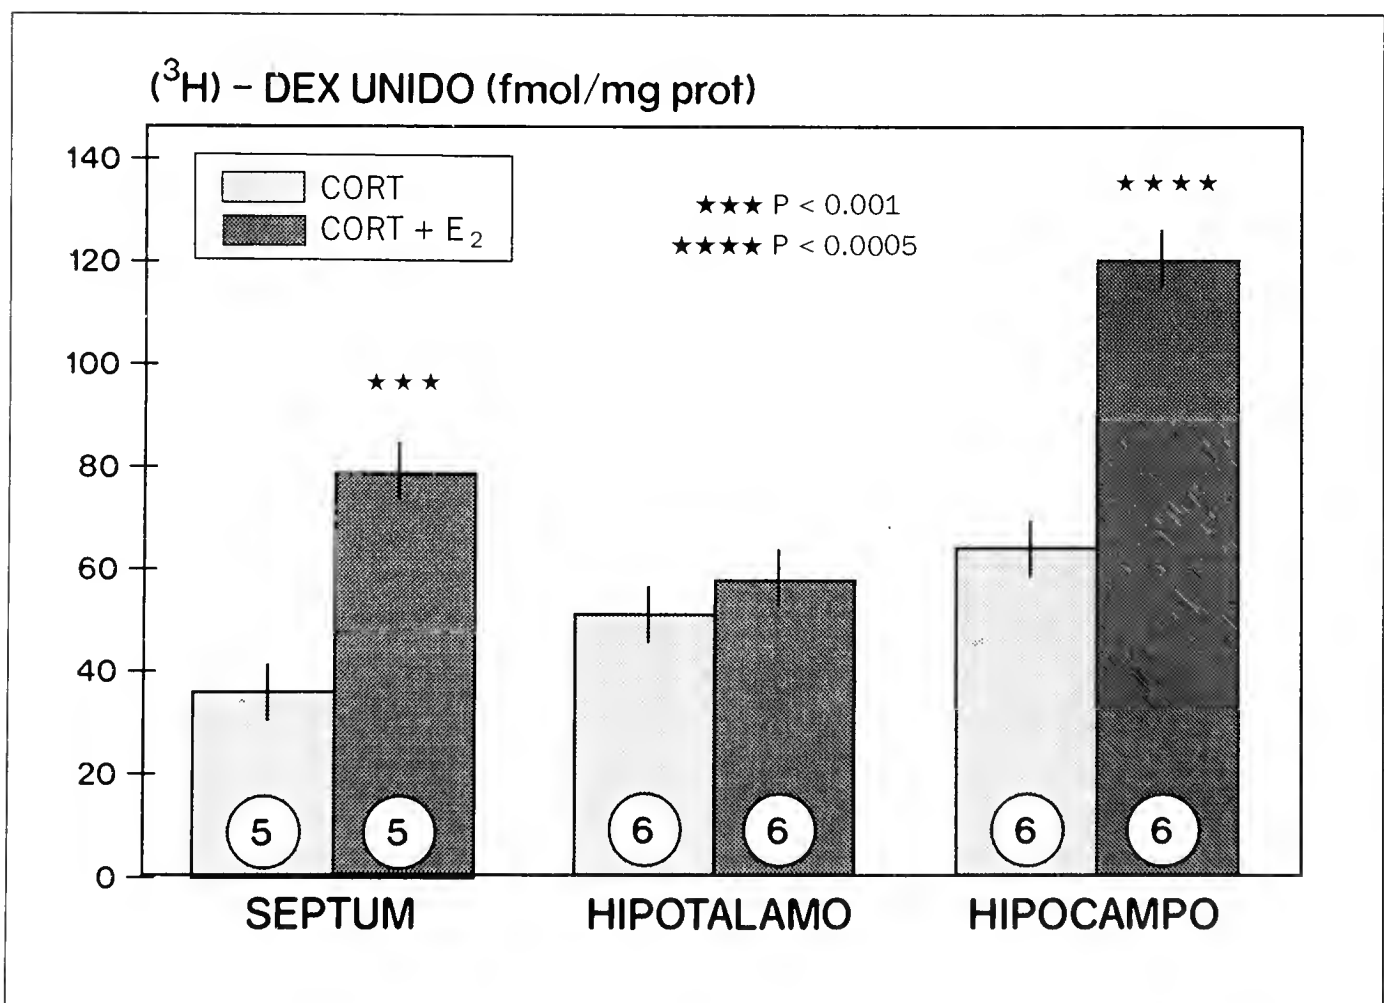 (³H) – DEX UNIDO (fmol/mg prot)
140
120
100
80
60
40
20
0
CORT
CORT + E₂
★★★ P < 0.001
★★★★ P < 0.0005
★★★
★★★★
5 5 6 6 6 6
SEPTUM HIPOTALAMO HIPOCAMPO